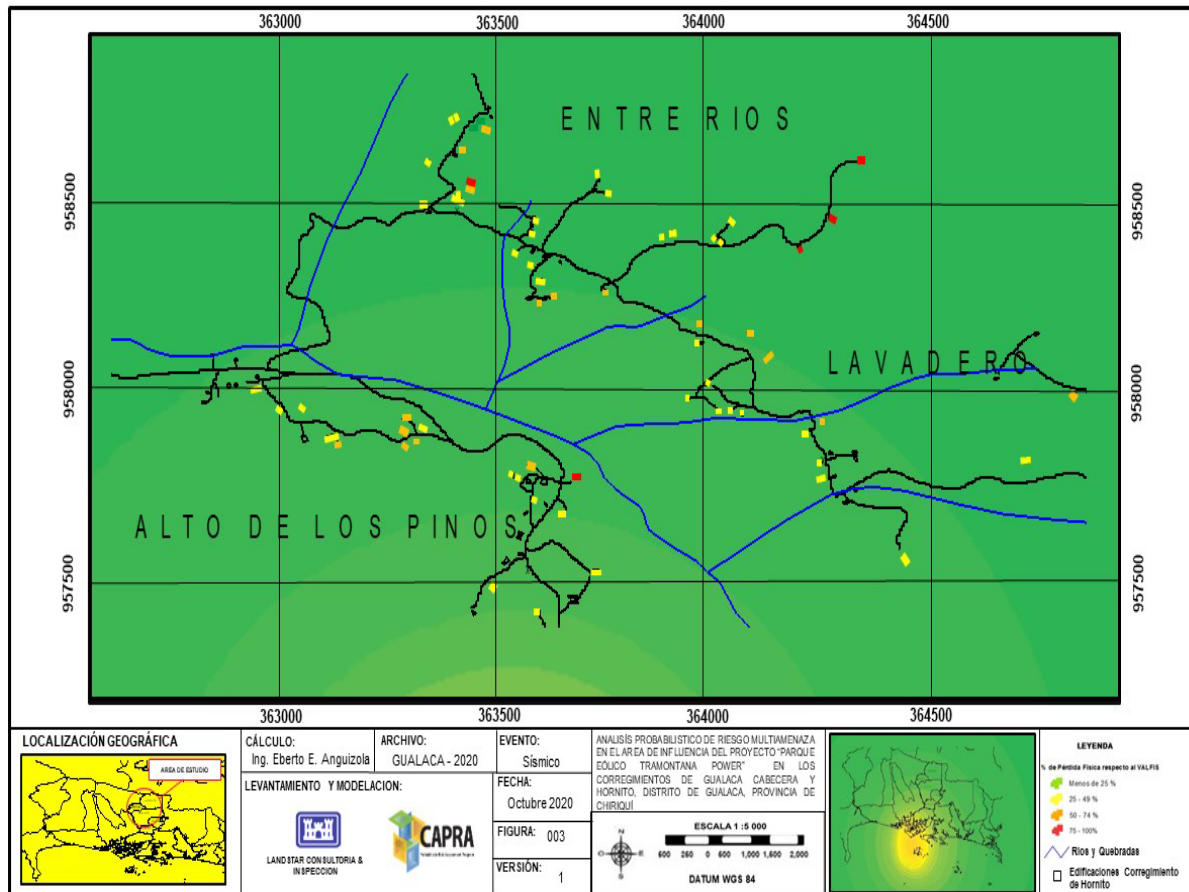 363000 363500 364000 364500
ENTRE RIOS
958500 958500
LAVADERO
958000 958000
ALTO DE LOS PINOS
957500 957500
363000 363500 364000 364500
LOCALIZACIÓN GEOGRÁFICA
AREA DE ESTUDIO
CÁLCULO:
Ing. Eberto E. Anguizola
ARCHIVO:
GUALACA - 2020
LEVANTAMIENTO Y MODELACION:
LAND STAR CONSULTORIA &
INSPECCION
CAPRA
EVENTO:
Sísmico
FECHA:
Octubre 2020
FIGURA: 003
VERSIÓN:
1
ANALISÍS PROBABILISTICO DE RIESGO MULTIAMENAZA
EN EL AREA DE INFLUENCIA DEL PROYECTO "PARQUE
EÓLICO TRAMONTANA POWER" EN LOS
CORREGIMIENTOS DE GUALACA CABECERA Y
HORNITO, DISTRITO DE GUALACA, PROVINCIA DE
CHIRIQUÍ
N
O E
S
ESCALA 1 :5 000
500 250 0 500 1,000 1,500 2,000
DATUM WGS 84
LEYENDA
% de Pérdida Física respecto al VALFIS
Menos de 25 %
25 - 49 %
50 - 74 %
75 - 100%
Rios y Quebradas
Edificaciones Corregimiento
de Hornito